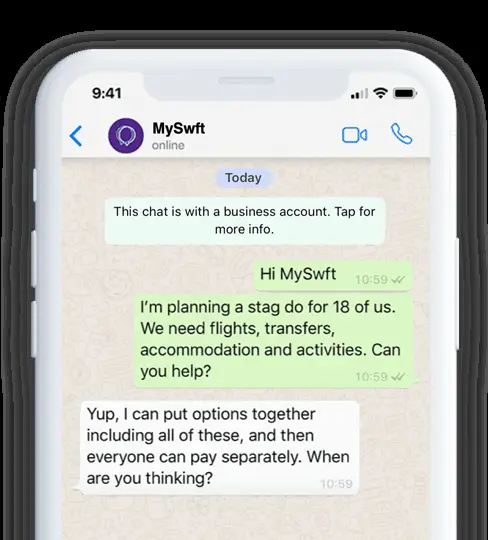 9:41
MySwft
online
Today
This chat is with a business account. Tap for
more info.
Hi MySwft
10:59
I'm planning a stag do for 18 of us.
We need flights, transfers,
accommodation and activities. Can
you help?
10:59
Yup, I can put options together
including all of these, and then
everyone can pay separately. When
are you thinking?
10:59